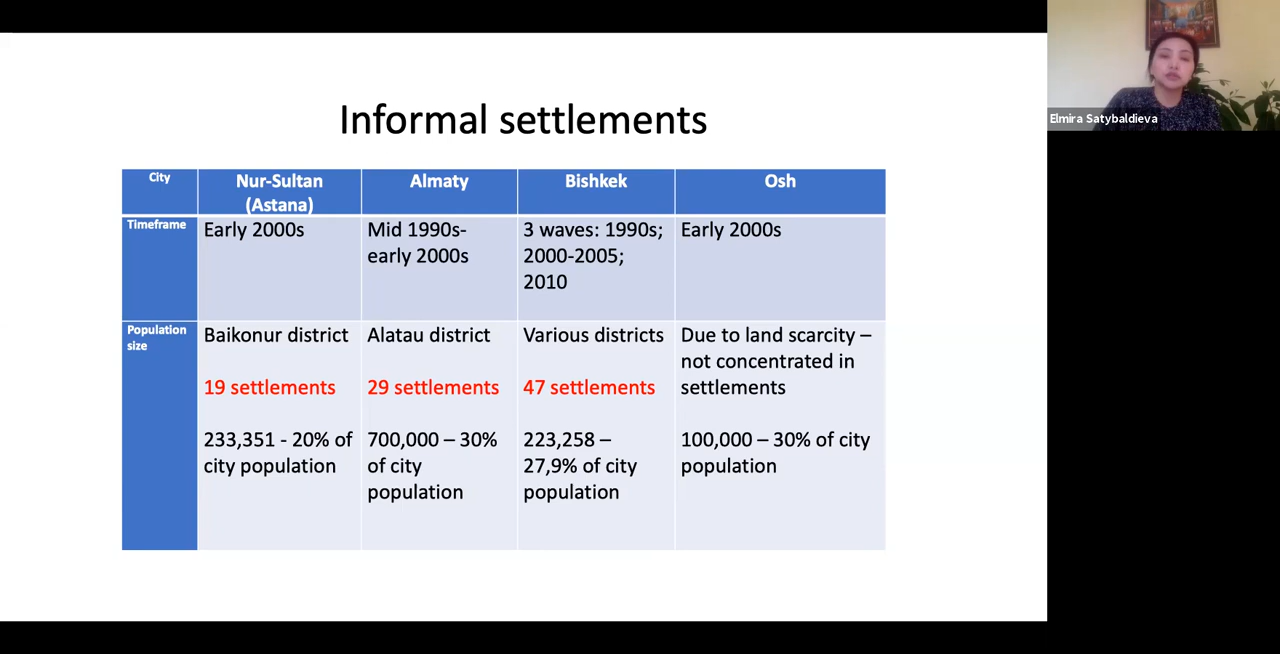 Informal settlements
City
Nur-Sultan
(Astana)
Almaty
Bishkek
Osh
Timeframe
Early 2000s
Mid 1990s-
early 2000s
3 waves: 1990s;
2000-2005;
2010
Early 2000s
Population
size
Baikonur district
19 settlements
233,351 - 20% of
city population
Alatau district
29 settlements
700,000 – 30%
of city
population
Various districts
47 settlements
223,258 –
27,9% of city
population
Due to land scarcity –
not concentrated in
settlements
100,000 – 30% of city
population
Elmira Satybaldieva